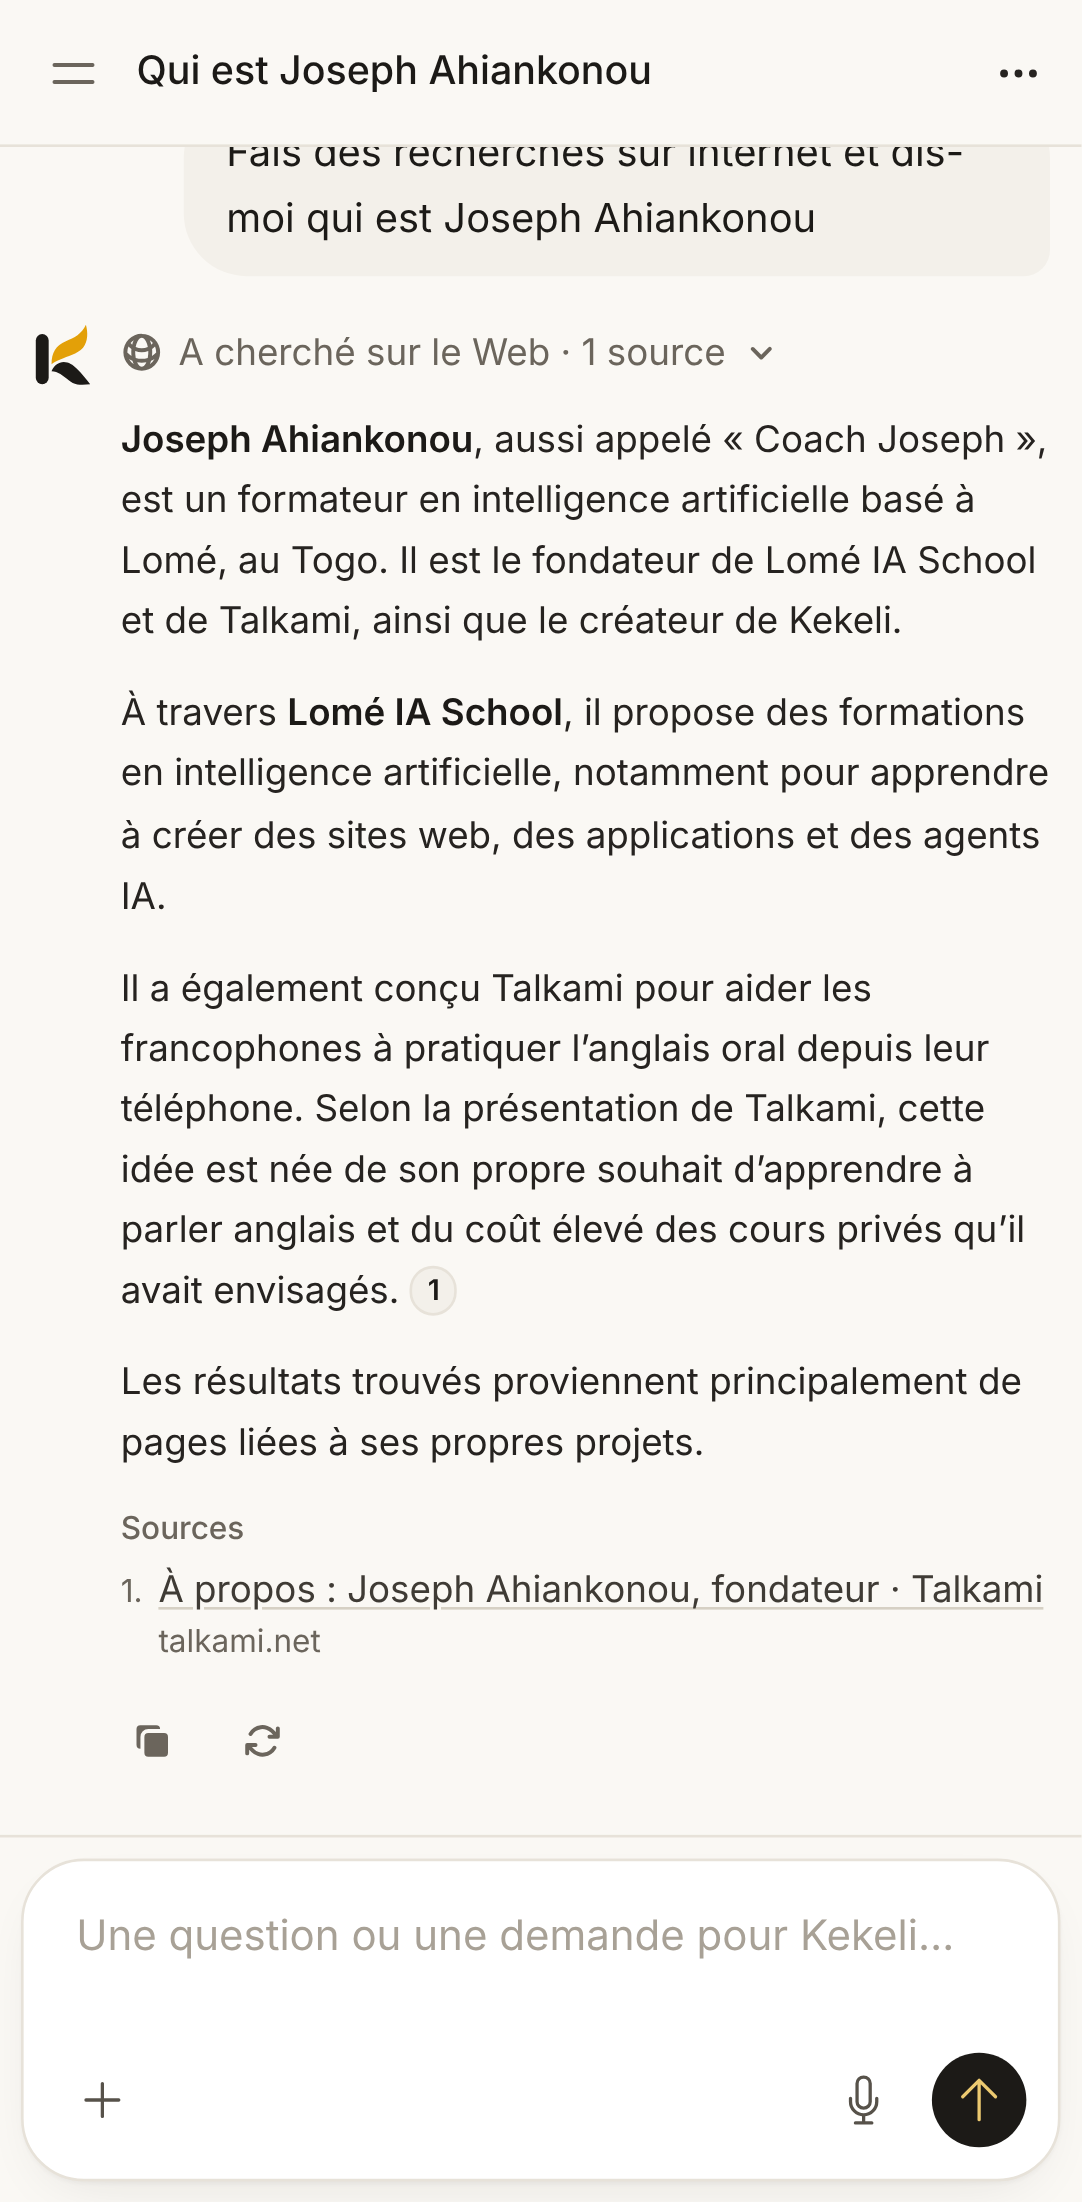 Qui est Joseph Ahiankonou
Fais des recherches sur internet et dis-
moi qui est Joseph Ahiankonou
A cherché sur le Web · 1 source
Joseph Ahiankonou, aussi appelé « Coach Joseph »,
est un formateur en intelligence artificielle basé à
Lomé, au Togo. Il est le fondateur de Lomé IA School
et de Talkami, ainsi que le créateur de Kekeli.
À travers Lomé IA School, il propose des formations
en intelligence artificielle, notamment pour apprendre
à créer des sites web, des applications et des agents
IA.
Il a également conçu Talkami pour aider les
francophones à pratiquer l’anglais oral depuis leur
téléphone. Selon la présentation de Talkami, cette
idée est née de son propre souhait d’apprendre à
parler anglais et du coût élevé des cours privés qu’il
avait envisagés. 1
Les résultats trouvés proviennent principalement de
pages liées à ses propres projets.
Sources
1. À propos : Joseph Ahiankonou, fondateur · Talkami
talkami.net
Une question ou une demande pour Kekeli...